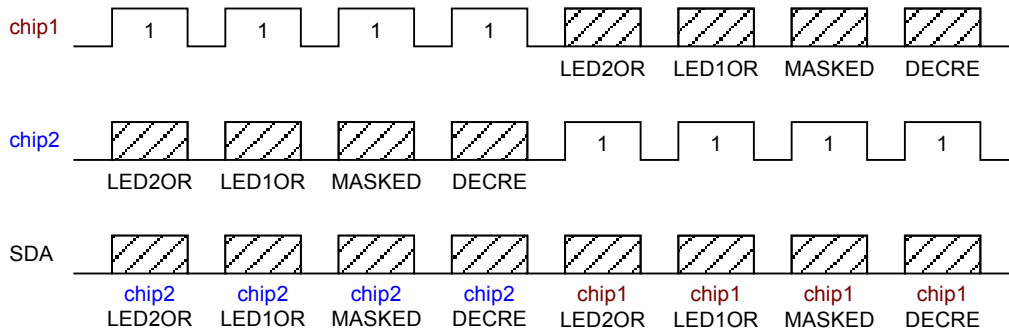 chip1 1 1 1 1
LED2OR LED1OR MASKED DECRE
chip2 1 1 1 1
LED2OR LED1OR MASKED DECRE
SDA
chip2 chip2 chip2 chip2 chip1 chip1 chip1 chip1
LED2OR LED1OR MASKED DECRE LED2OR LED1OR MASKED DECRE